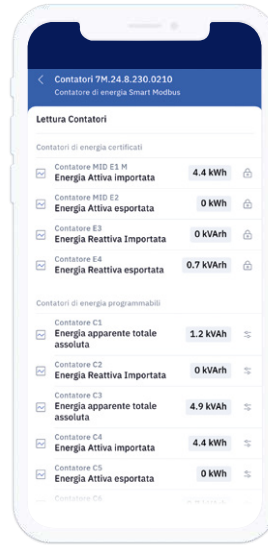 Contatori 7M.24.8.230.0210
Contatore di energia Smart Modbus
Lettura Contatori
Contatori di energia certificati
Contatore MID E1 M
Energia Attiva importata
4.4 kWh
Contatore MID E2
Energia Attiva esportata
0 kWh
Contatore E3
Energia Reattiva Importata
0 kVArh
Contatore E4
Energia Reattiva esportata
0.7 kVArh
Contatori di energia programmabili
Contatore C1
Energia apparente totale
assoluta
1.2 kVAh
Contatore C2
Energia Reattiva Importata
0 kVArh
Contatore C3
Energia apparente totale
assoluta
4.9 kVAh
Contatore C4
Energia Attiva importata
4.4 kWh
Contatore C5
Energia Attiva esportata
0 kWh
Contatore C6